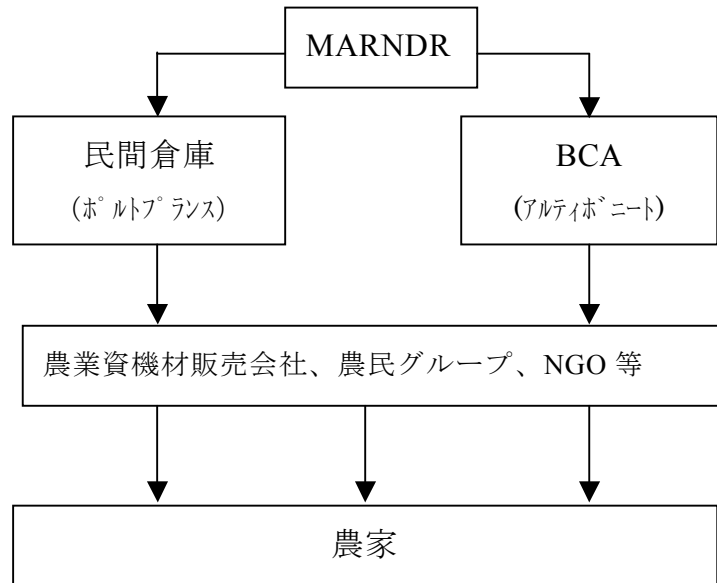 MARNDR
民間倉庫
(ﾎﾟﾙﾄﾌﾟﾗﾝｽ)
BCA
(ｱﾙﾃｨﾎﾞﾆｰﾄ)
農業資機材販売会社、農民グループ、NGO 等
農家